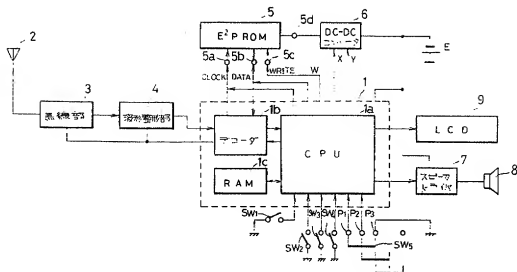 5
6
E²PROM
5d
DC-DC
コンバータ
2
5a
5b
5c
X Y
E
CLOCK DATA
WRITE
W
3
4
1
1b
1a
9
無線部
波形整形部
デコーダ
CPU
LCD
1c
7
RAM
スピーカ
ドライバ
8
SW₁
SW₂
SW₃
SW₄
P₁
P₂
P₃
SW₅